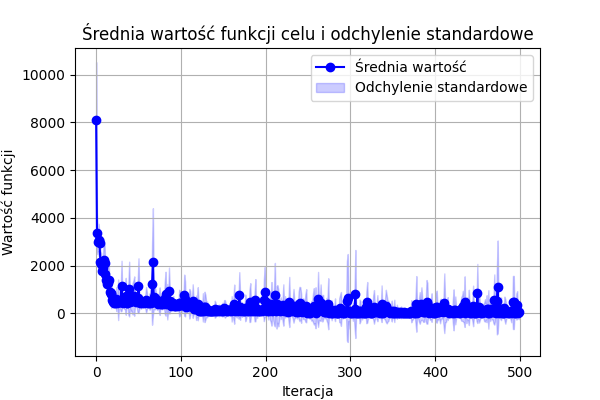 Średnia wartość funkcji celu i odchylenie standardowe
Średnia wartość
Odchylenie standardowe
Wartość funkcji
10000
8000
6000
4000
2000
0
0 100 200 300 400 500
Iteracja